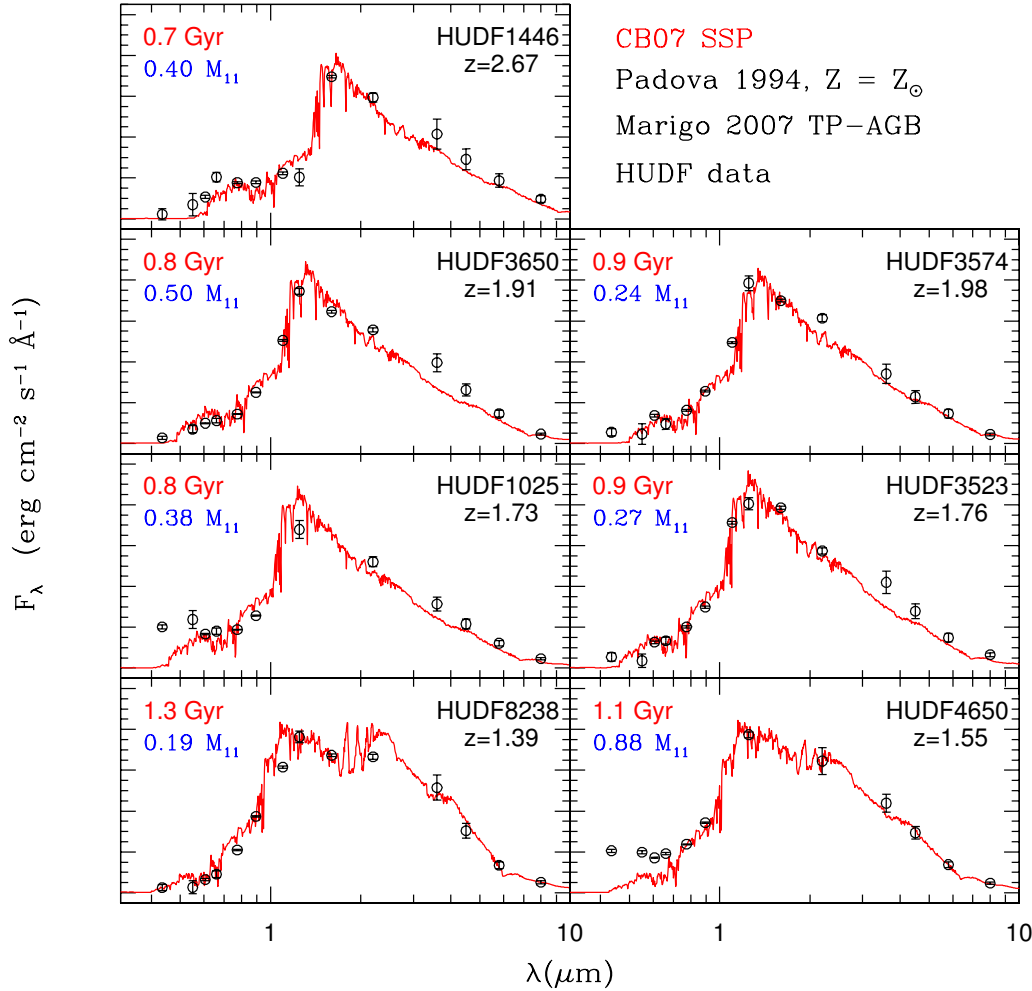 0.7 Gyr
0.40 M₁₁
HUDF1446
z=2.67
CB07 SSP
Padova 1994, Z = Z☉
Marigo 2007 TP-AGB
HUDF data
0.8 Gyr
0.50 M₁₁
HUDF3650
z=1.91
0.9 Gyr
0.24 M₁₁
HUDF3574
z=1.98
0.8 Gyr
0.38 M₁₁
HUDF1025
z=1.73
0.9 Gyr
0.27 M₁₁
HUDF3523
z=1.76
1.3 Gyr
0.19 M₁₁
HUDF8238
z=1.39
1.1 Gyr
0.88 M₁₁
HUDF4650
z=1.55
F_λ (erg cm⁻² s⁻¹ Å⁻¹)
1 10 1 10
λ(μm)